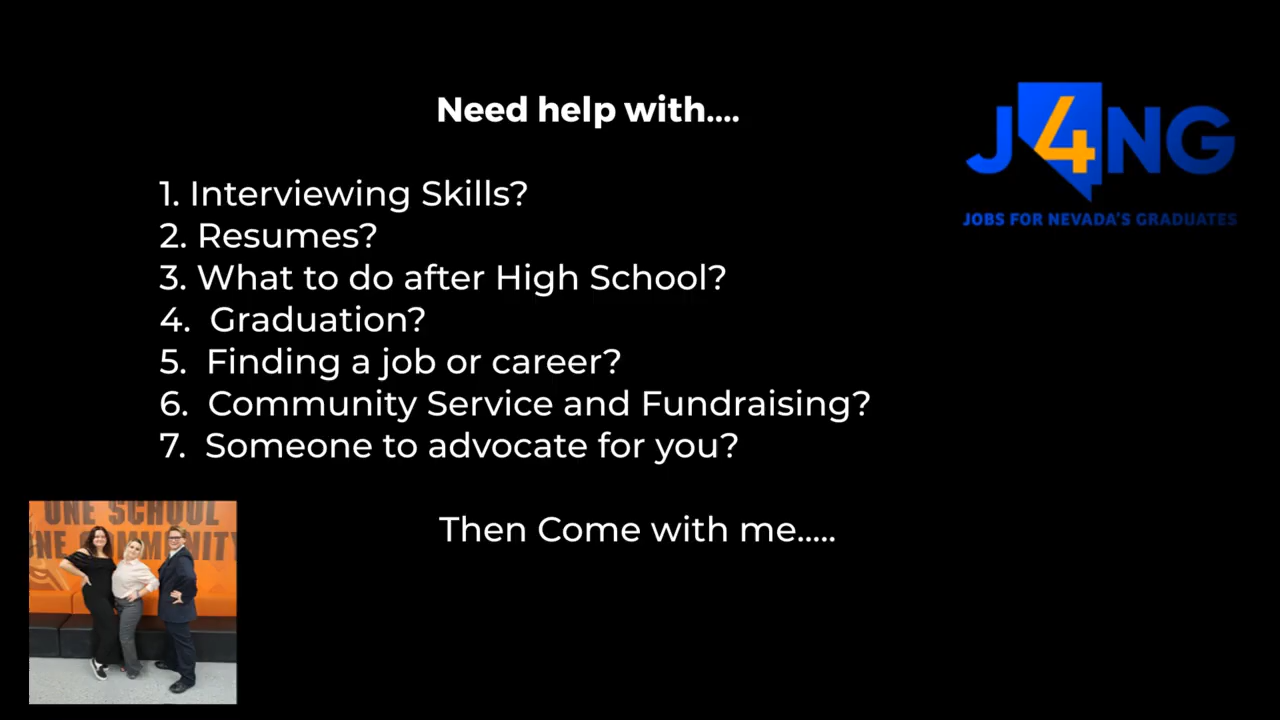 Need help with....
J4NG
JOBS FOR NEVADA'S GRADUATES
1. Interviewing Skills?
2. Resumes?
3. What to do after High School?
4. Graduation?
5. Finding a job or career?
6. Community Service and Fundraising?
7. Someone to advocate for you?
Then Come with me.....
ONE SCHOOL
ONE COMMUNITY